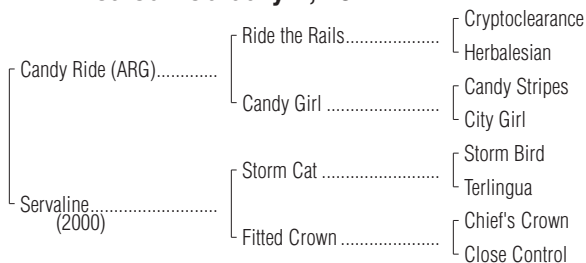 Cryptoclearance
Ride the Rails
Herbalesian
Candy Ride (ARG)
Candy Stripes
Candy Girl
City Girl
Storm Bird
Storm Cat
Terlingua
Servaline
(2000)
Chief's Crown
Fitted Crown
Close Control